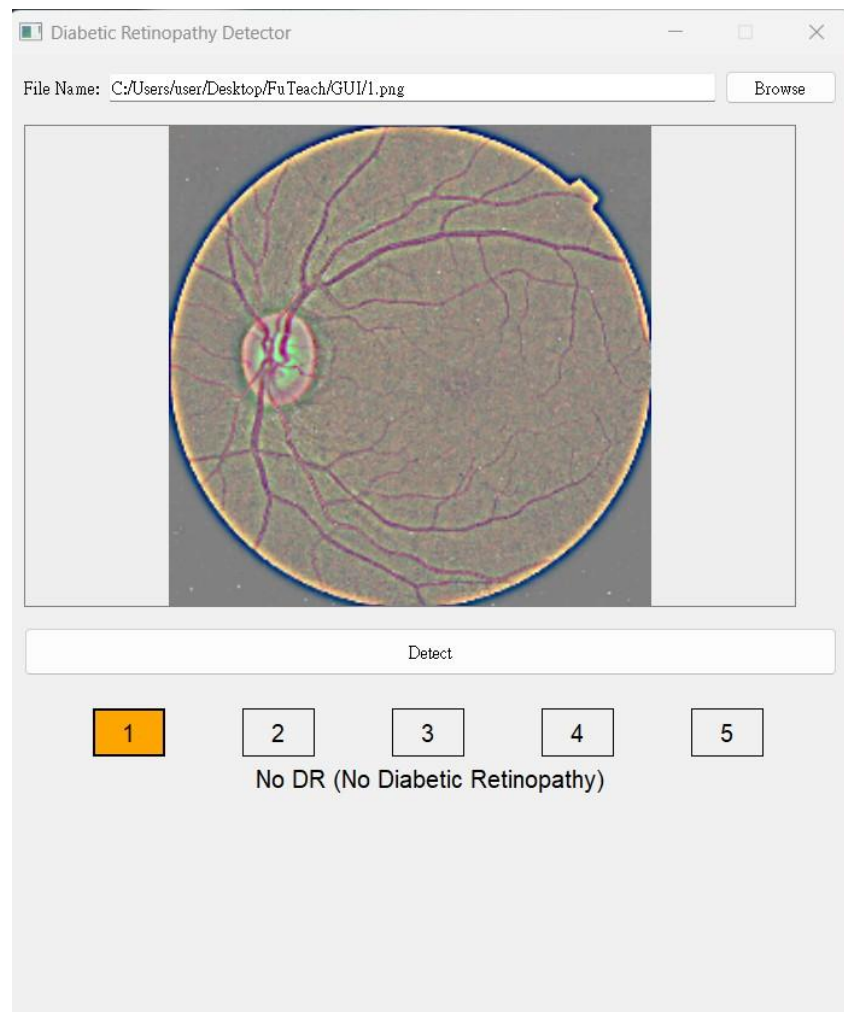 Diabetic Retinopathy Detector
File Name: C:/Users/user/Desktop/FuTeach/GUI/1.png Browse
Detect
1 2 3 4 5
No DR (No Diabetic Retinopathy)